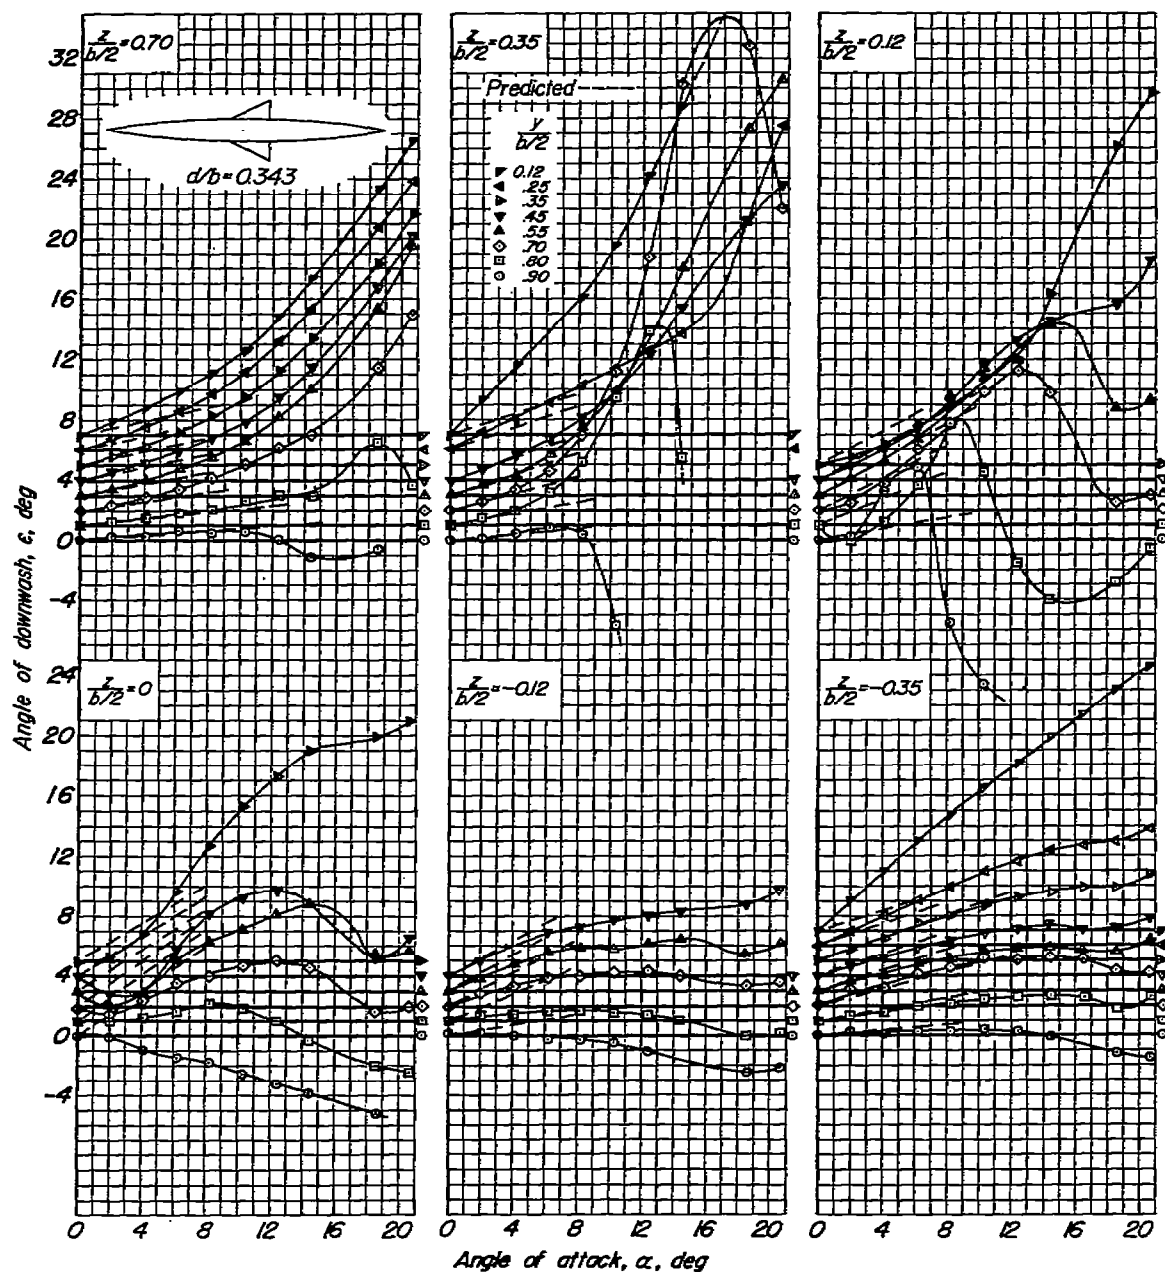 z/b/2=0.70
z/b/2=0.35
z/b/2=0.12
32
28
24
20
16
12
8
4
0
-4
d/b=0.343
Predicted
y/b/2
0.12
.25
.35
.45
.55
.70
.80
.90
Angle of downwash, ε, deg
z/b/2=0
z/b/2=-0.12
z/b/2=-0.35
24
20
16
12
8
4
0
-4
0 4 8 12 16 20
0 4 8 12 16 20
0 4 8 12 16 20
Angle of attack, α, deg